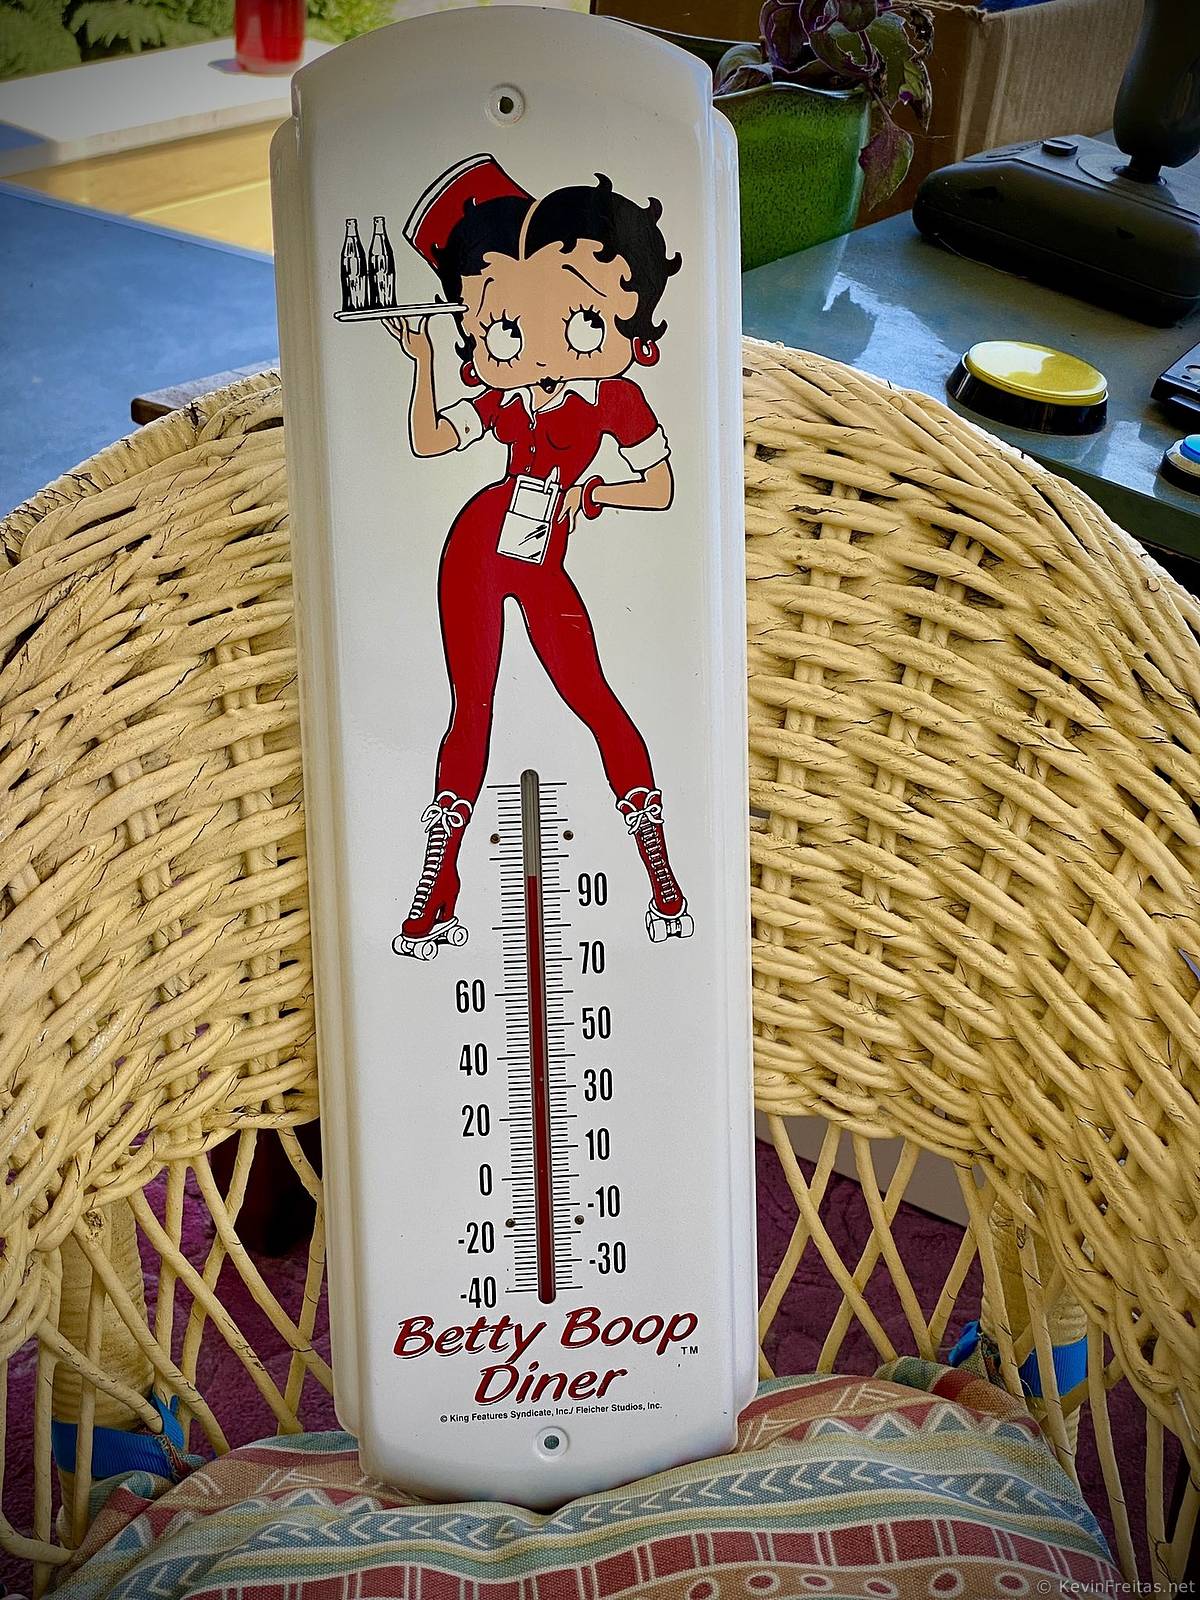 90
70
60
50
40
30
20
10
0
-10
-20
-30
-40
Betty Boop
TM
Diner
© King Features Syndicate, Inc./ Fleicher Studios, Inc.
© KevinFreitas.net